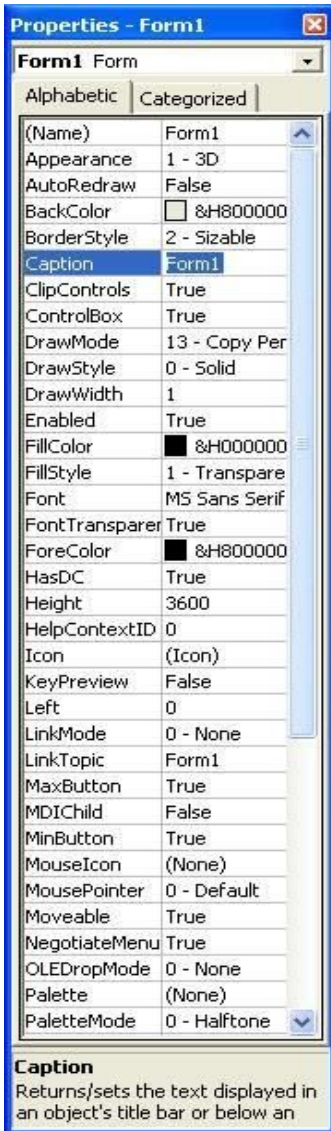 Properties - Form1
Form1 Form
Alphabetic Categorized
(Name) Form1
Appearance 1 - 3D
AutoRedraw False
BackColor &H800000
BorderStyle 2 - Sizable
Caption Form1
ClipControls True
ControlBox True
DrawMode 13 - Copy Per
DrawStyle 0 - Solid
DrawWidth 1
Enabled True
FillColor &H000000
FillStyle 1 - Transpare
Font MS Sans Serif
FontTransparer True
ForeColor &H800000
HasDC True
Height 3600
HelpContextID 0
Icon (Icon)
KeyPreview False
Left 0
LinkMode 0 - None
LinkTopic Form1
MaxButton True
MDIChild False
MinButton True
MouseIcon (None)
MousePointer 0 - Default
Moveable True
NegotiateMenu True
OLEDropMode 0 - None
Palette (None)
PaletteMode 0 - Halftone
Caption
Returns/sets the text displayed in
an object's title bar or below an